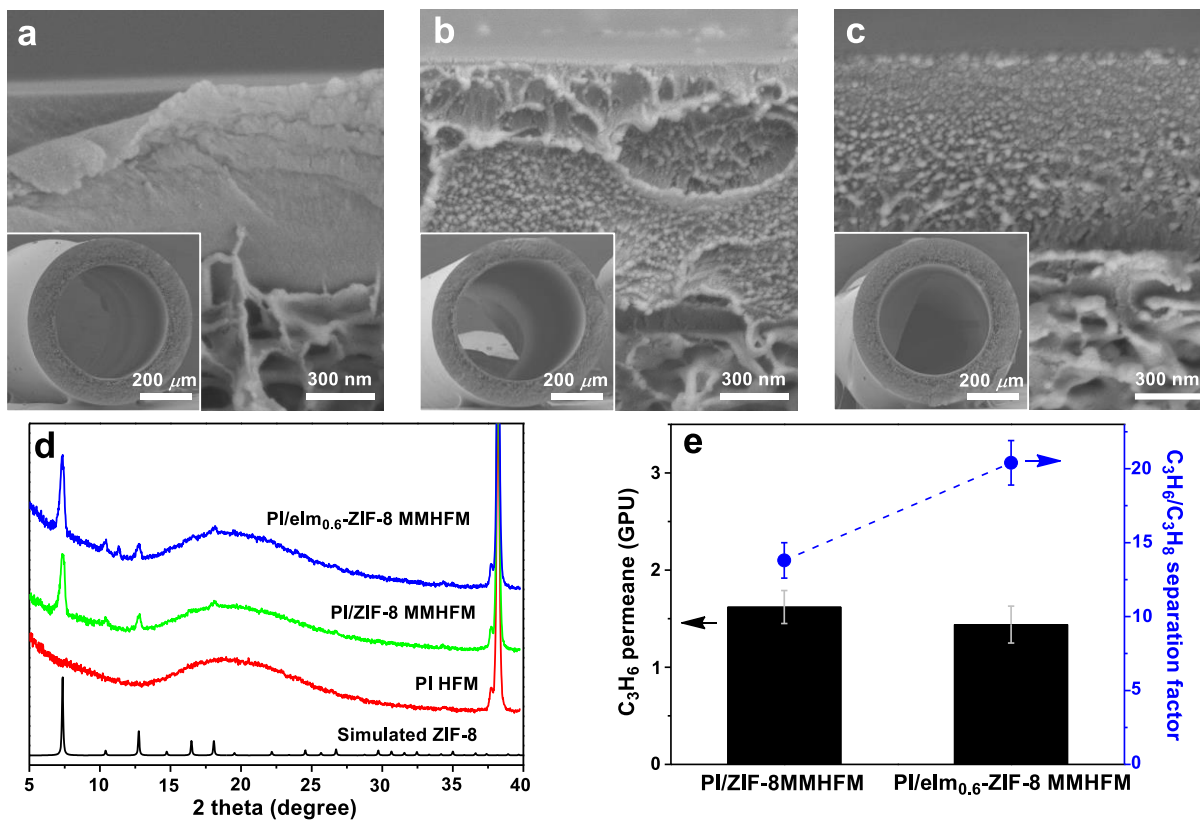 a
200 μm
300 nm
b
200 μm
300 nm
c
200 μm
300 nm
d
PI/eIm0.6-ZIF-8 MMHFM
PI/ZIF-8 MMHFM
PI HFM
Simulated ZIF-8
5 10 15 20 25 30 35 40
2 theta (degree)
e
C3H6 permeane (GPU)
3
2
1
0
20
15
10
5
0
C3H6/C3H8 separation factor
PI/ZIF-8MMHFM
PI/eIm0.6-ZIF-8 MMHFM